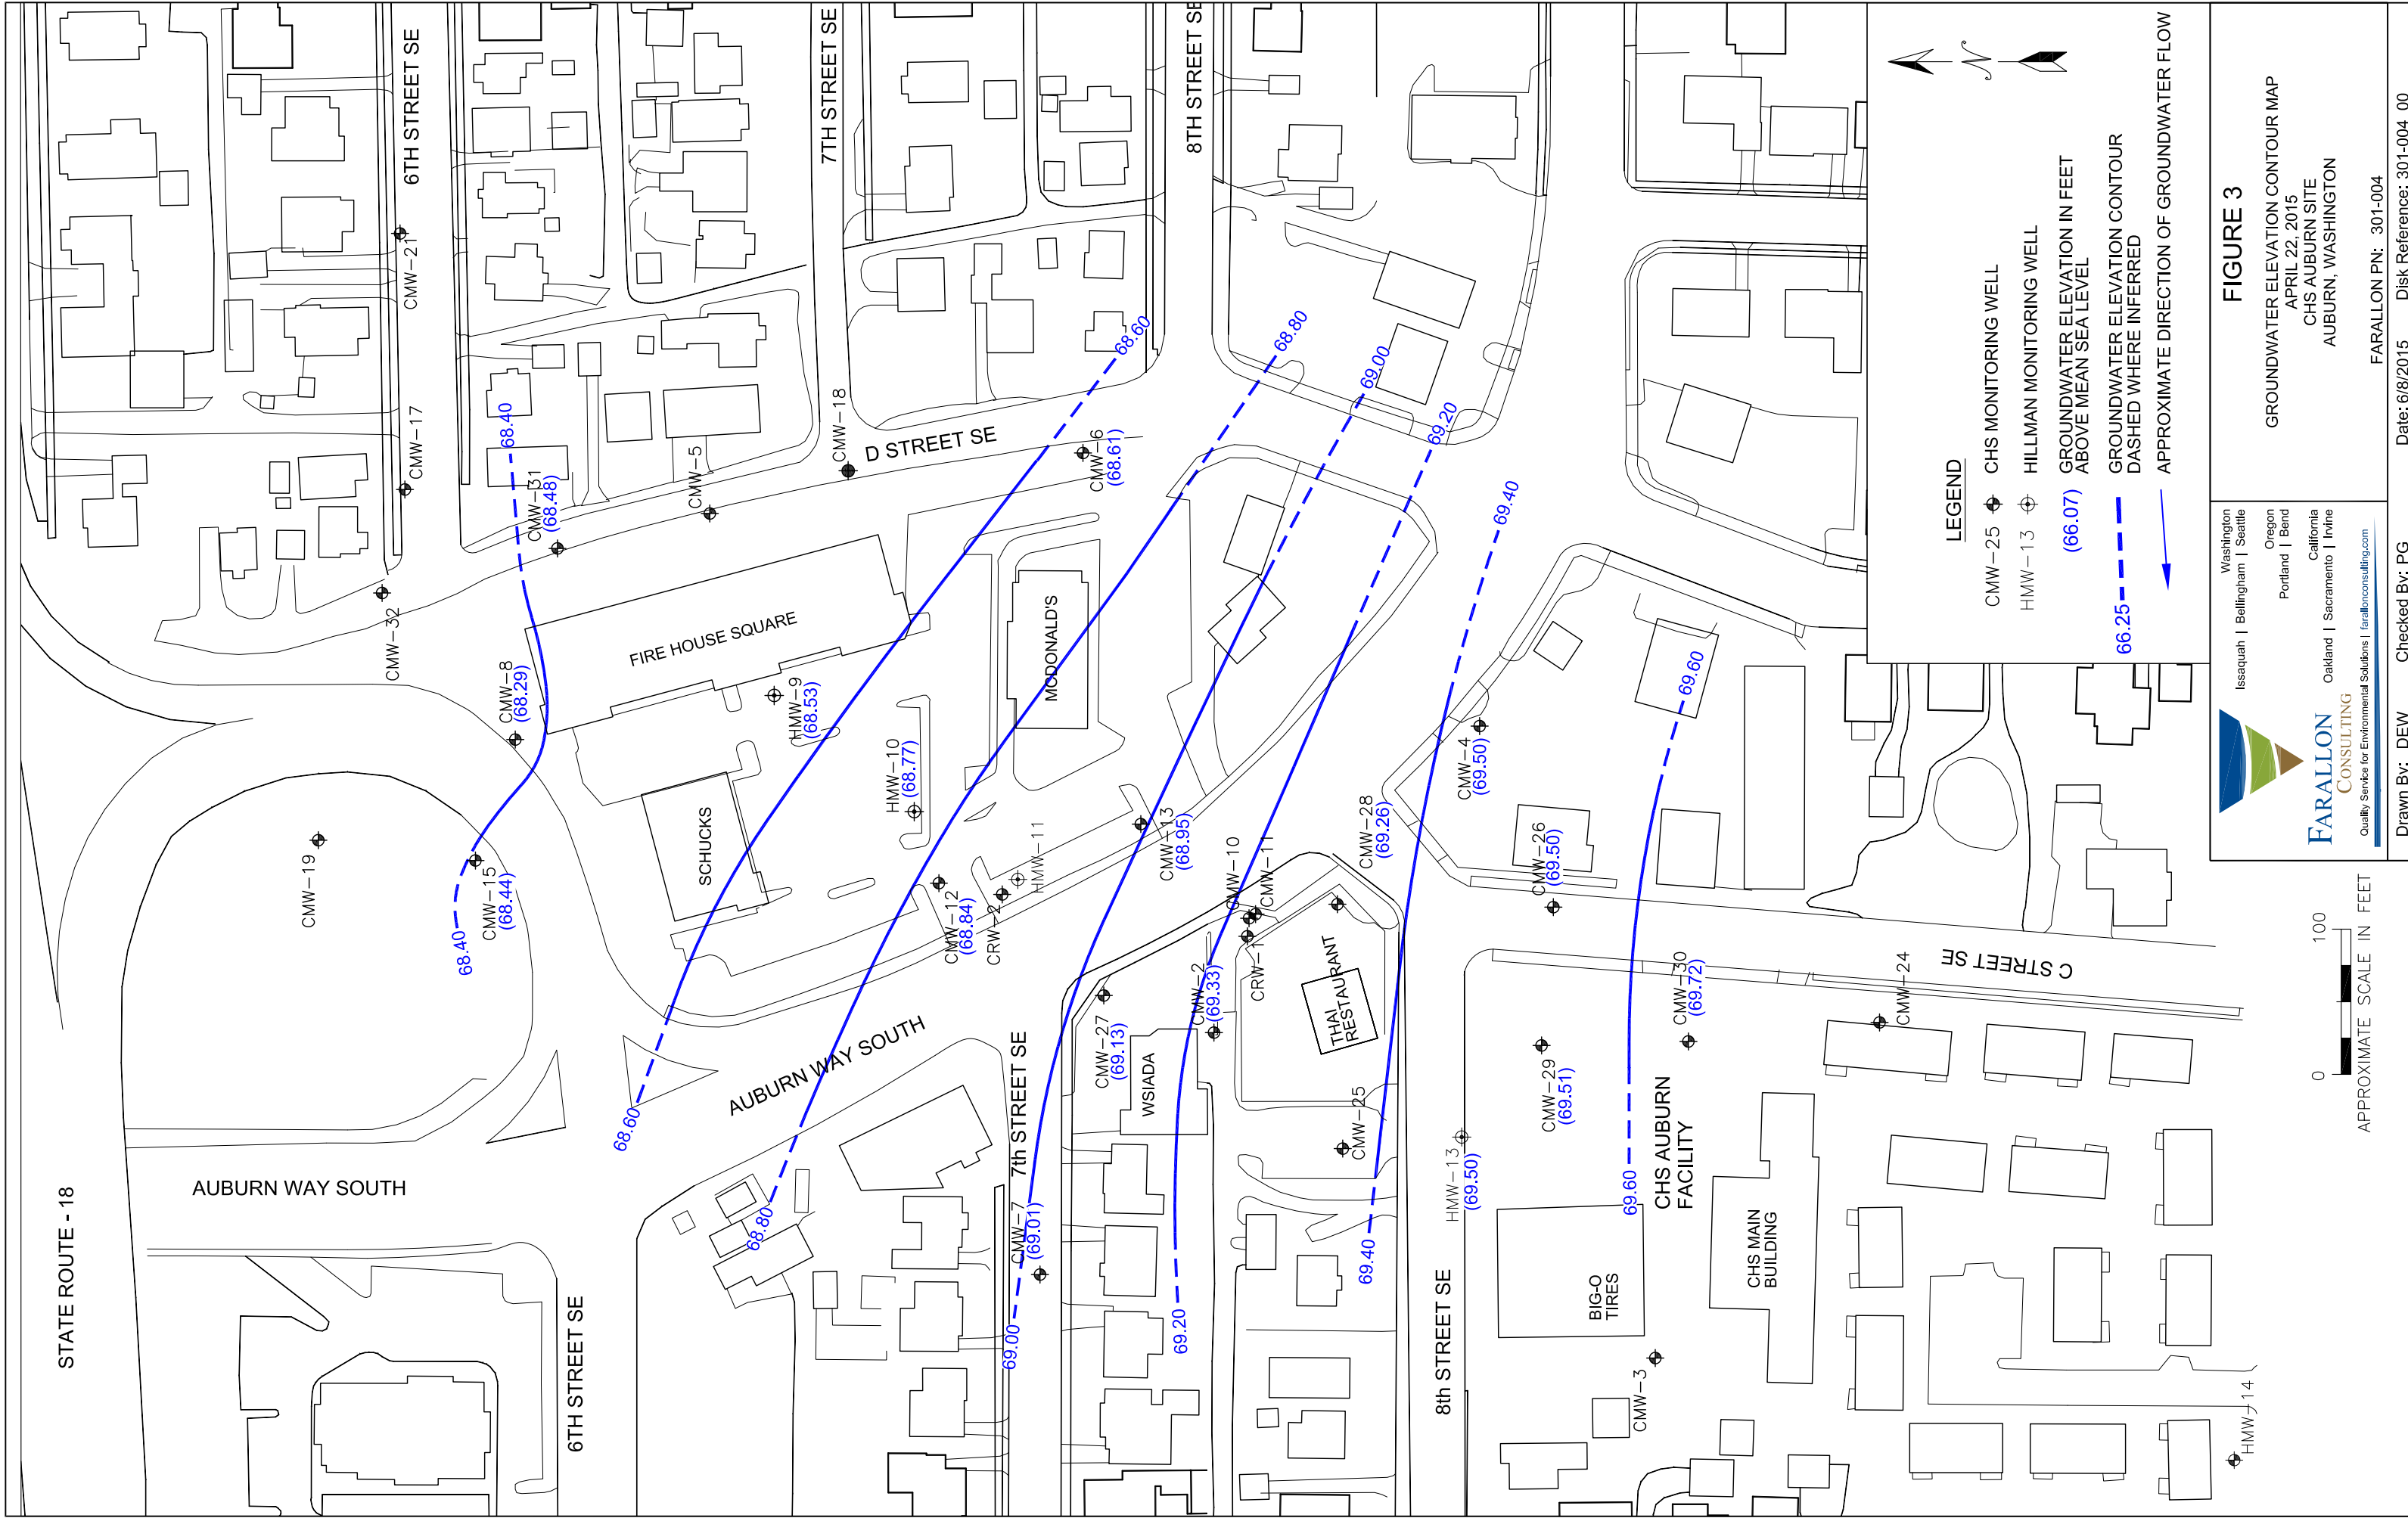 STATE ROUTE - 18
AUBURN WAY SOUTH
6TH STREET SE
6TH STREET SE
CMW-21
CMW-17
CMW-32
CMW-19
68.40
CMW-15
(68.44)
CMW-8
(68.29)
CMW-31
(68.48)
68.40
CMW-5
FIRE HOUSE SQUARE
SCHUCKS
HMW-9
(68.53)
7TH STREET SE
CMW-18
D STREET SE
68.60
68.60
AUBURN WAY SOUTH
68.80
HMW-10
(68.77)
CMW-12
(68.84)
CRW-2
HMW-11
MCDONALD'S
CMW-6
(68.61)
8TH STREET SE
68.80
69.00
CMW-7
(69.01)
7th STREET SE
CMW-27
(69.13)
WSIADA
CMW-13
(68.95)
69.00
69.20
CMW-2
(69.33)
CRW-1
CMW-10
CMW-11
THAI
RESTAURANT
69.20
CMW-25
CMW-28
(69.26)
69.40
69.40
8th STREET SE
HMW-13
(69.50)
CMW-4
(69.50)
CMW-26
(69.50)
CMW-29
(69.51)
69.60
69.60
BIG-O
TIRES
CHS AUBURN
FACILITY
CMW-30
(69.72)
CMW-3
CHS MAIN
BUILDING
CMW-24
C STREET SE
HMW-14
0
100
APPROXIMATE SCALE IN FEET
N
LEGEND
CMW-25 CHS MONITORING WELL
HMW-13 HILLMAN MONITORING WELL
(66.07) GROUNDWATER ELEVATION IN FEET
ABOVE MEAN SEA LEVEL
66.25 GROUNDWATER ELEVATION CONTOUR
DASHED WHERE INFERRED
APPROXIMATE DIRECTION OF GROUNDWATER FLOW
FARALLON
CONSULTING
Washington
Issaquah | Bellingham | Seattle
Oregon
Portland | Bend
California
Oakland | Sacramento | Irvine
Quality Service for Environmental Solutions | farallonconsulting.com
FIGURE 3
GROUNDWATER ELEVATION CONTOUR MAP
APRIL 22, 2015
CHS AUBURN SITE
AUBURN, WASHINGTON
FARALLON PN: 301-004
Drawn By: DEW Checked By: PG Date: 6/8/2015 Disk Reference: 301-004_00